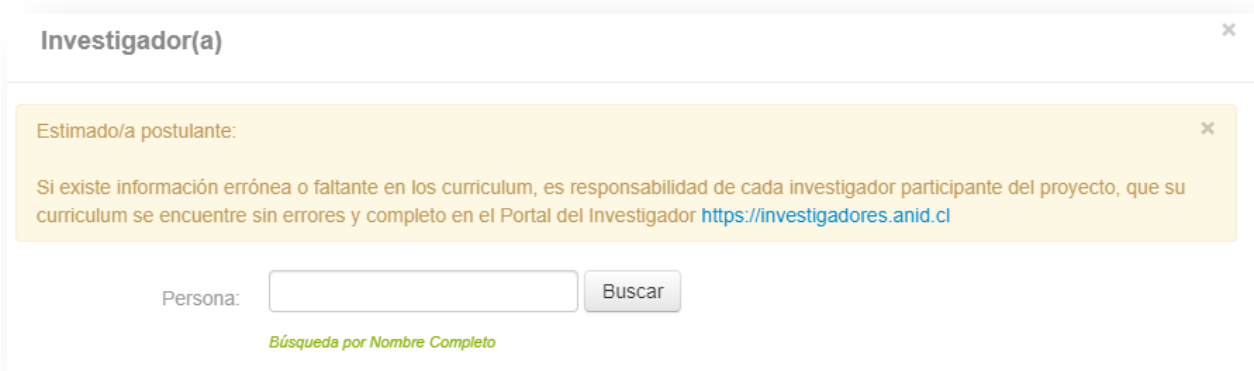 Investigador(a)
×
Estimado/a postulante:
×
Si existe información errónea o faltante en los curriculum, es responsabilidad de cada investigador participante del proyecto, que su
curriculum se encuentre sin errores y completo en el Portal del Investigador https://investigadores.anid.cl
Persona:
Buscar
Búsqueda por Nombre Completo